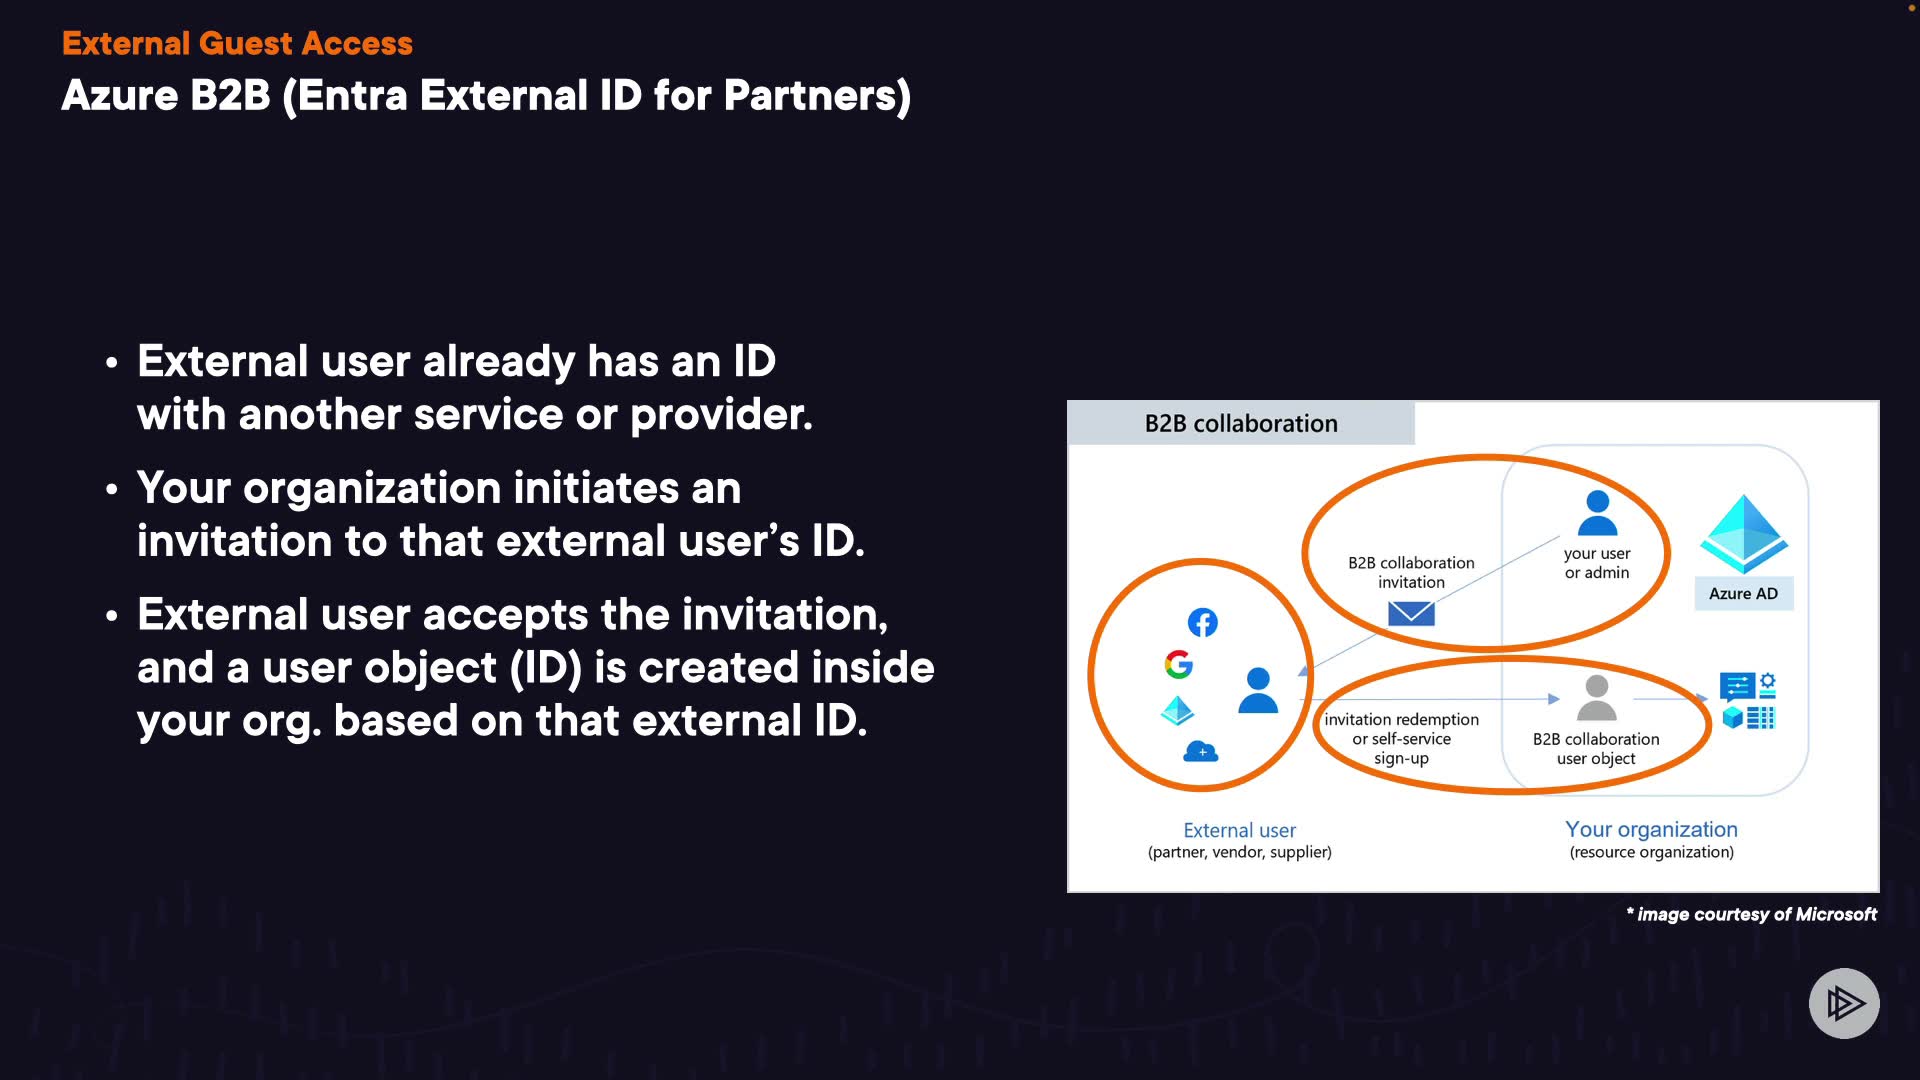 External Guest Access
Azure B2B (Entra External ID for Partners)
• External user already has an ID
with another service or provider.
• Your organization initiates an
invitation to that external user’s ID.
• External user accepts the invitation,
and a user object (ID) is created inside
your org. based on that external ID.
B2B collaboration
your user
or admin
B2B collaboration
invitation
Azure AD
invitation redemption
or self-service
sign-up
B2B collaboration
user object
External user
(partner, vendor, supplier)
Your organization
(resource organization)
* image courtesy of Microsoft